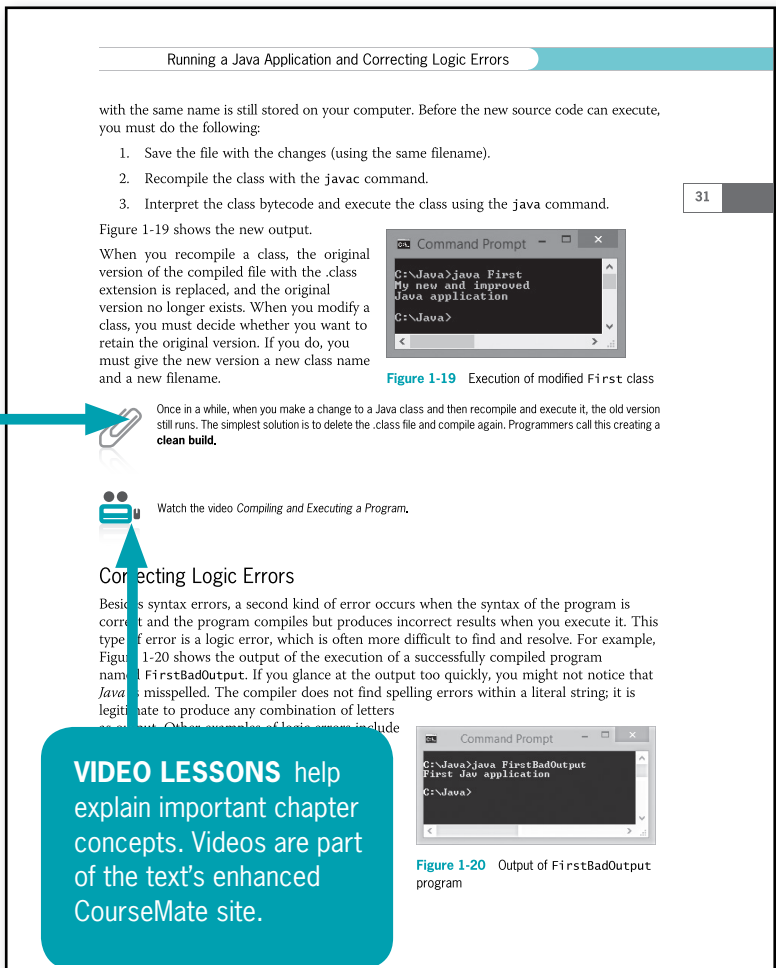 Running a Java Application and Correcting Logic Errors
with the same name is still stored on your computer. Before the new source code can execute,
you must do the following:
1. Save the file with the changes (using the same filename).
2. Recompile the class with the javac command.
3. Interpret the class bytecode and execute the class using the java command.
31
Figure 1-19 shows the new output.
When you recompile a class, the original
version of the compiled file with the .class
extension is replaced, and the original
version no longer exists. When you modify a
class, you must decide whether you want to
retain the original version. If you do, you
must give the new version a new class name
and a new filename.
Command Prompt
C:\Java>java First
My new and improved
Java application
C:\Java>
Figure 1-19 Execution of modified First class
Once in a while, when you make a change to a Java class and then recompile and execute it, the old version
still runs. The simplest solution is to delete the .class file and compile again. Programmers call this creating a
clean build.
Watch the video Compiling and Executing a Program.
Correcting Logic Errors
Besides syntax errors, a second kind of error occurs when the syntax of the program is
correct and the program compiles but produces incorrect results when you execute it. This
type of error is a logic error, which is often more difficult to find and resolve. For example,
Figure 1-20 shows the output of the execution of a successfully compiled program
named FirstBadOutput. If you glance at the output too quickly, you might not notice that
Java is misspelled. The compiler does not find spelling errors within a literal string; it is
legitimate to produce any combination of letters
as output. Other examples of logic errors include
Command Prompt
C:\Java>java FirstBadOutput
First Jav application
C:\Java>
Figure 1-20 Output of FirstBadOutput
program
VIDEO LESSONS help
explain important chapter
concepts. Videos are part
of the text's enhanced
CourseMate site.